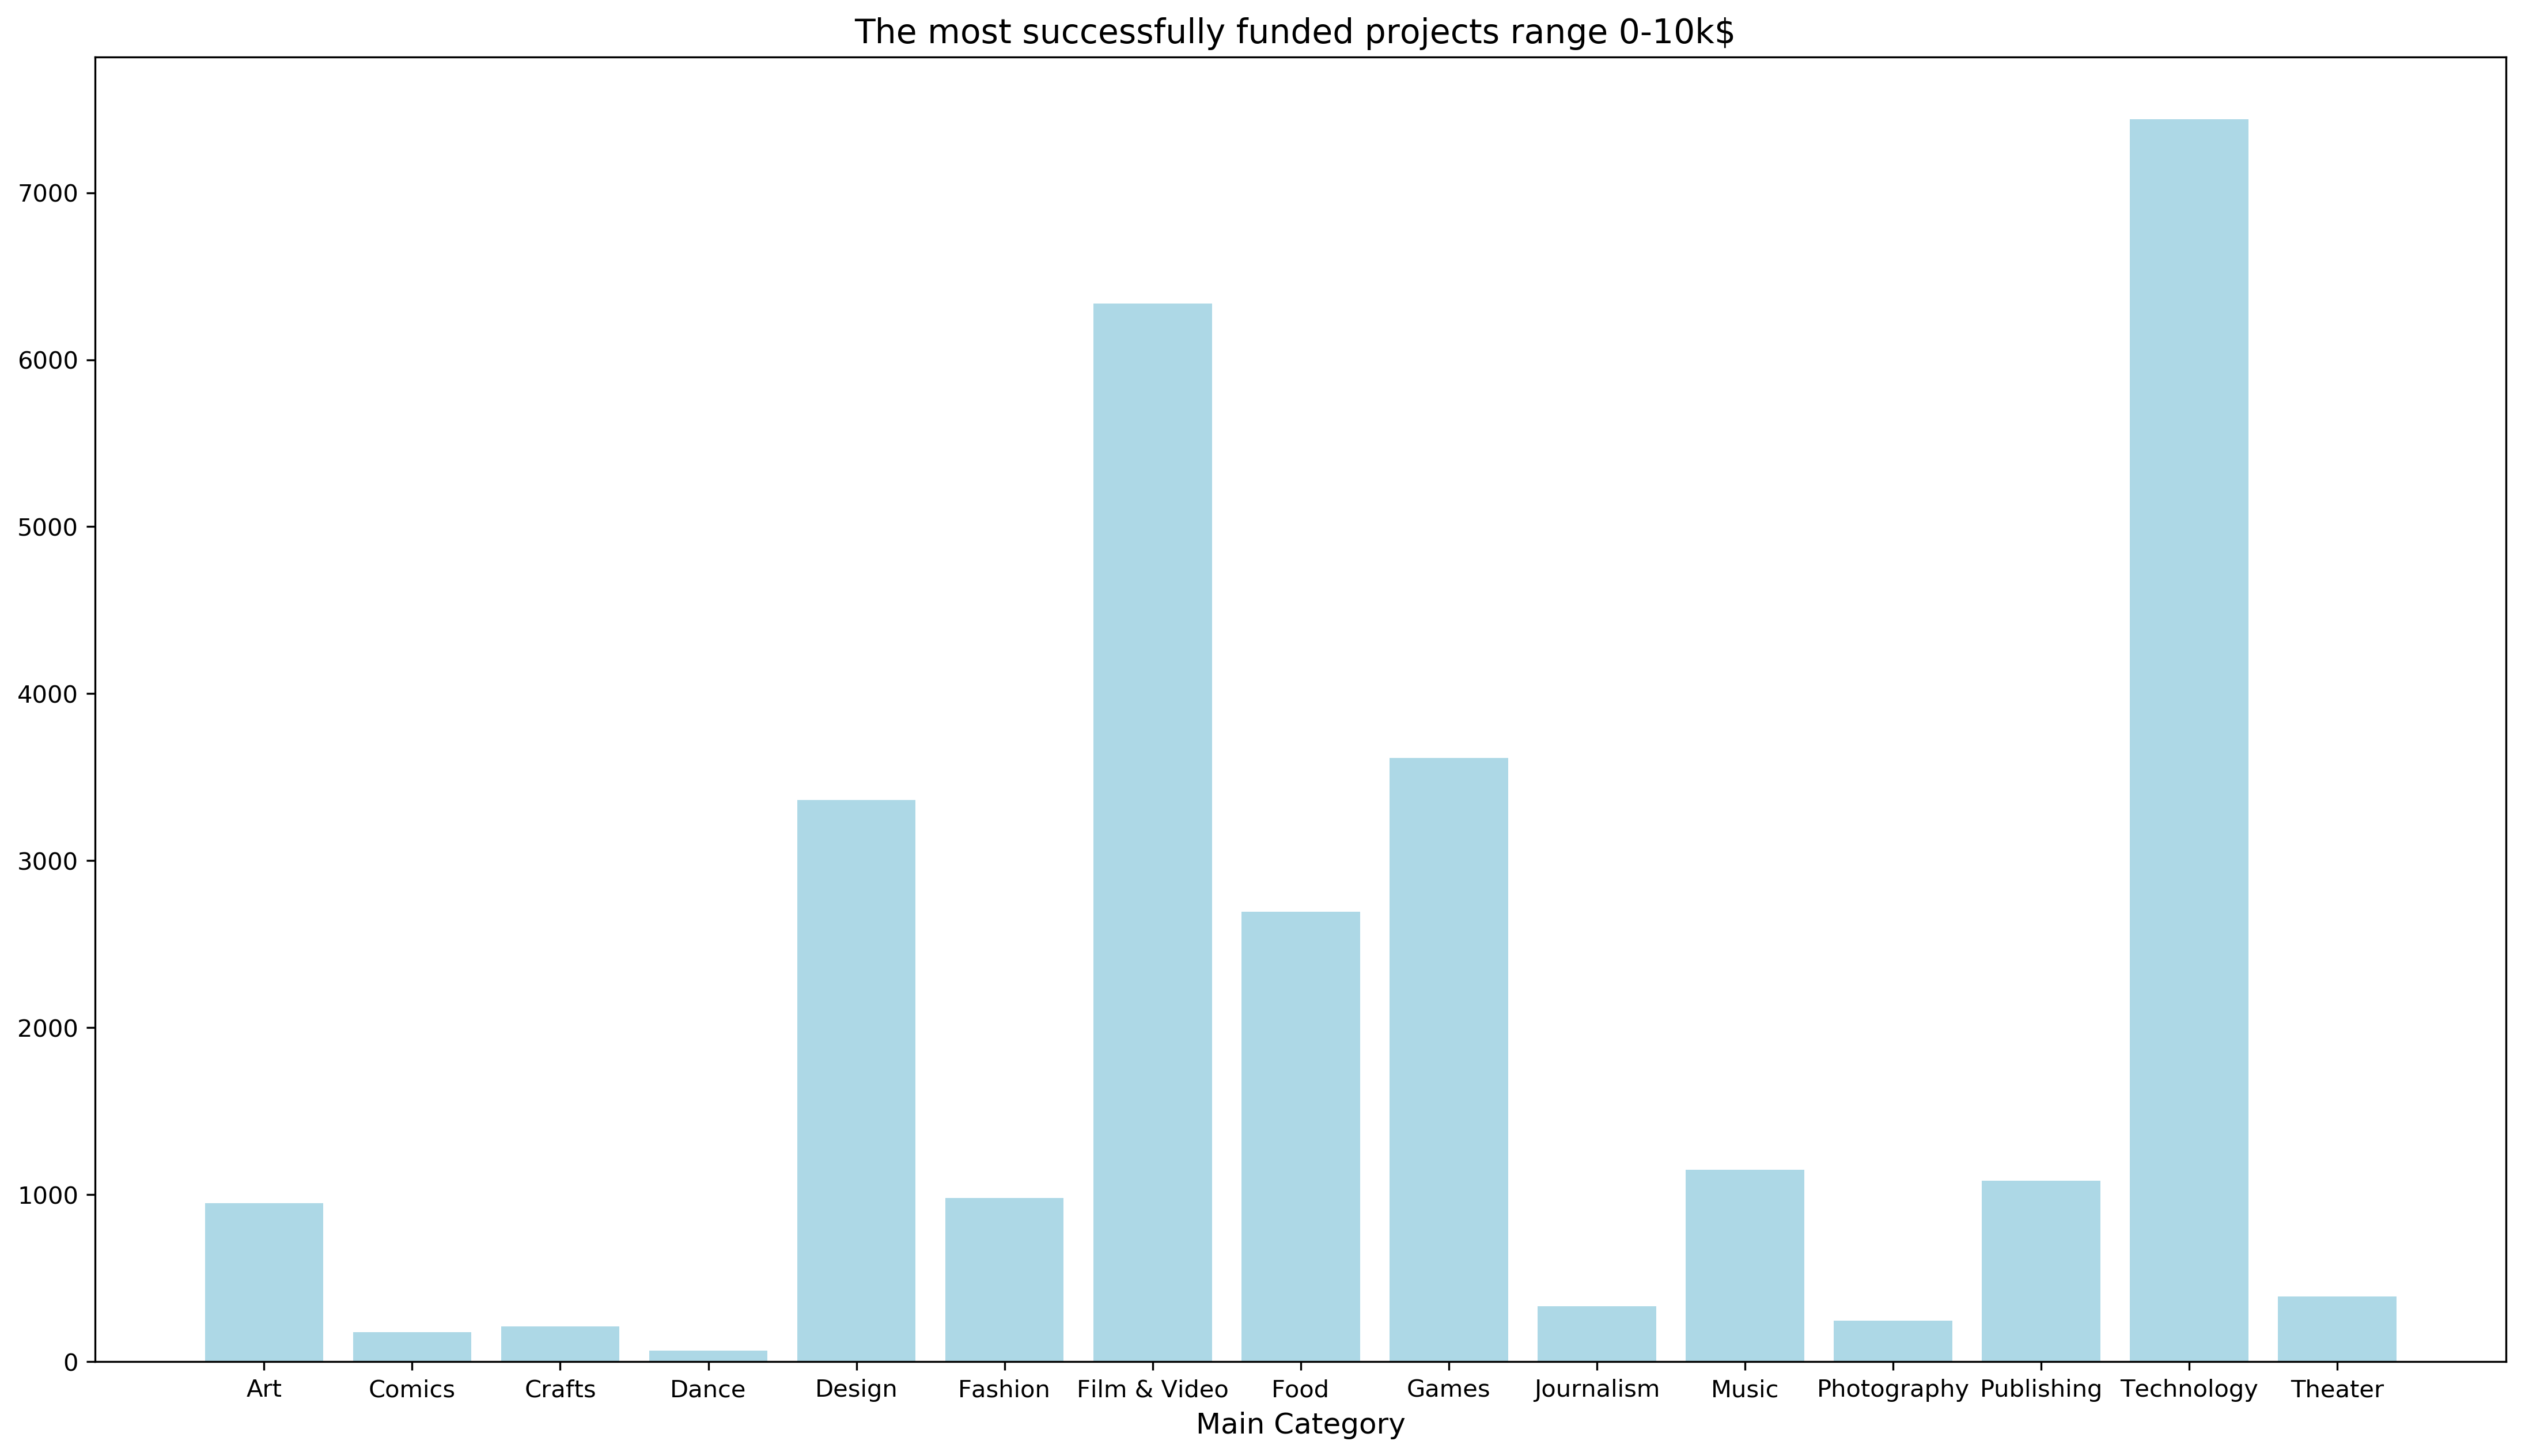 The most successfully funded projects range 0-10k$
7000
6000
5000
4000
3000
2000
1000
0
Art Comics Crafts Dance Design Fashion Film & Video Food Games Journalism Music Photography Publishing Technology Theater
Main Category